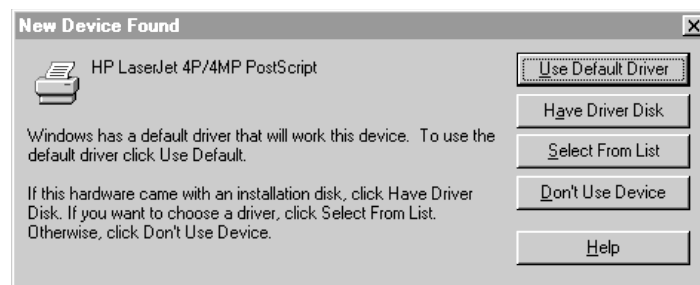 New Device Found
HP LaserJet 4P/4MP PostScript
Windows has a default driver that will work this device. To use the
default driver click Use Default.
If this hardware came with an installation disk, click Have Driver
Disk. If you want to choose a driver, click Select From List.
Otherwise, click Don't Use Device.
Use Default Driver
Have Driver Disk
Select From List
Don't Use Device
Help